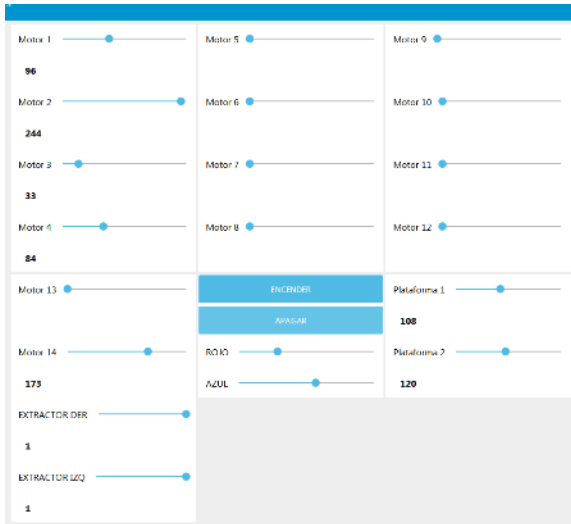 Motor 1
96
Motor 2
244
Motor 3
33
Motor 4
84
Motor 5
Motor 6
Motor 7
Motor 8
Motor 9
Motor 10
Motor 11
Motor 12
Motor 13
Motor 14
173
EXTRACTOR DER
1
EXTRACTOR IZQ
1
ENCENDER
APAGAR
ROJO
AZUL
Plataforma 1
108
Plataforma 2
120